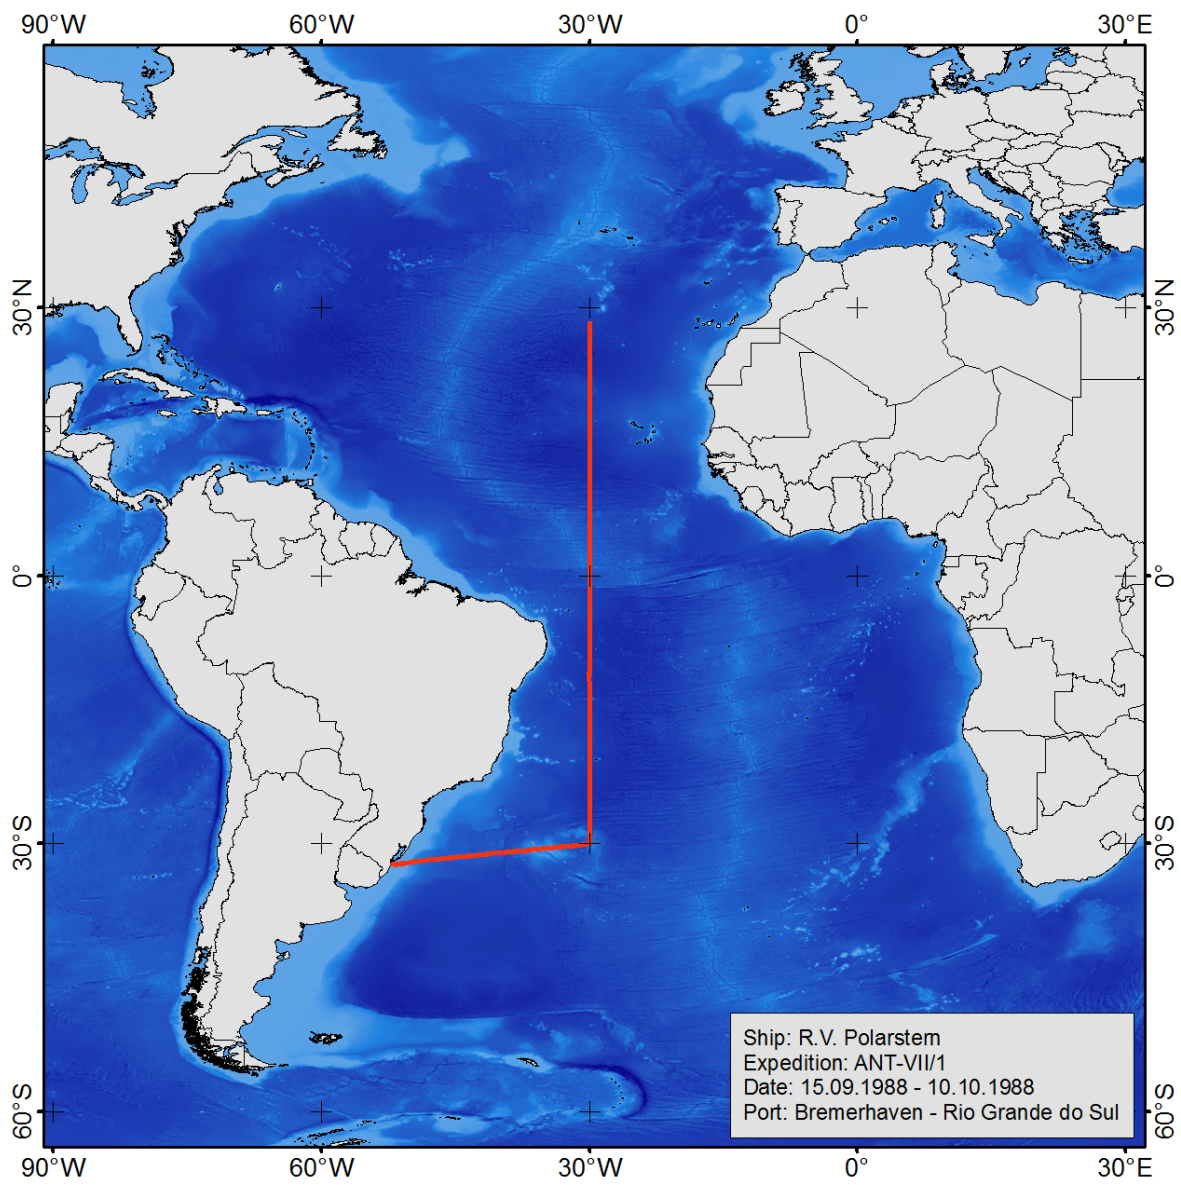 90°W 60°W 30°W 0° 30°E
30°N 30°N
0° 0°
30°S 30°S
60°S 60°S
Ship: R.V. Polarstern
Expedition: ANT-VII/1
Date: 15.09.1988 - 10.10.1988
Port: Bremerhaven - Rio Grande do Sul
90°W 60°W 30°W 0° 30°E